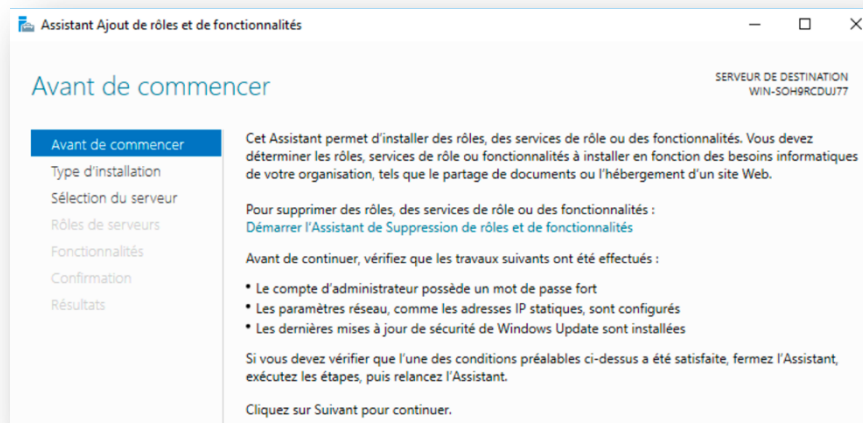 Assistant Ajout de rôles et de fonctionnalités
Avant de commencer
SERVEUR DE DESTINATION
WIN-SOH9RCDUJ77
Avant de commencer
Type d'installation
Sélection du serveur
Rôles de serveurs
Fonctionnalités
Confirmation
Résultats
Cet Assistant permet d'installer des rôles, des services de rôle ou des fonctionnalités. Vous devez
déterminer les rôles, services de rôle ou fonctionnalités à installer en fonction des besoins informatiques
de votre organisation, tels que le partage de documents ou l'hébergement d'un site Web.
Pour supprimer des rôles, des services de rôle ou des fonctionnalités :
Démarrer l'Assistant de Suppression de rôles et de fonctionnalités
Avant de continuer, vérifiez que les travaux suivants ont été effectués :
• Le compte d'administrateur possède un mot de passe fort
• Les paramètres réseau, comme les adresses IP statiques, sont configurés
• Les dernières mises à jour de sécurité de Windows Update sont installées
Si vous devez vérifier que l'une des conditions préalables ci-dessus a été satisfaite, fermez l'Assistant,
exécutez les étapes, puis relancez l'Assistant.
Cliquez sur Suivant pour continuer.